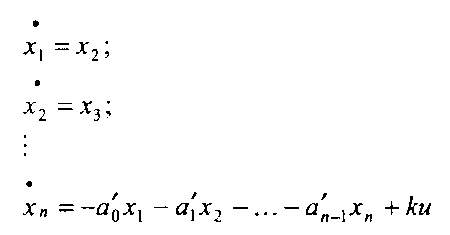 ẋ₁ = x₂;
ẋ₂ = x₃;
⋮
ẋₙ = -a′₀x₁ - a′₁x₂ - ... - a′ₙ₋₁xₙ + ku